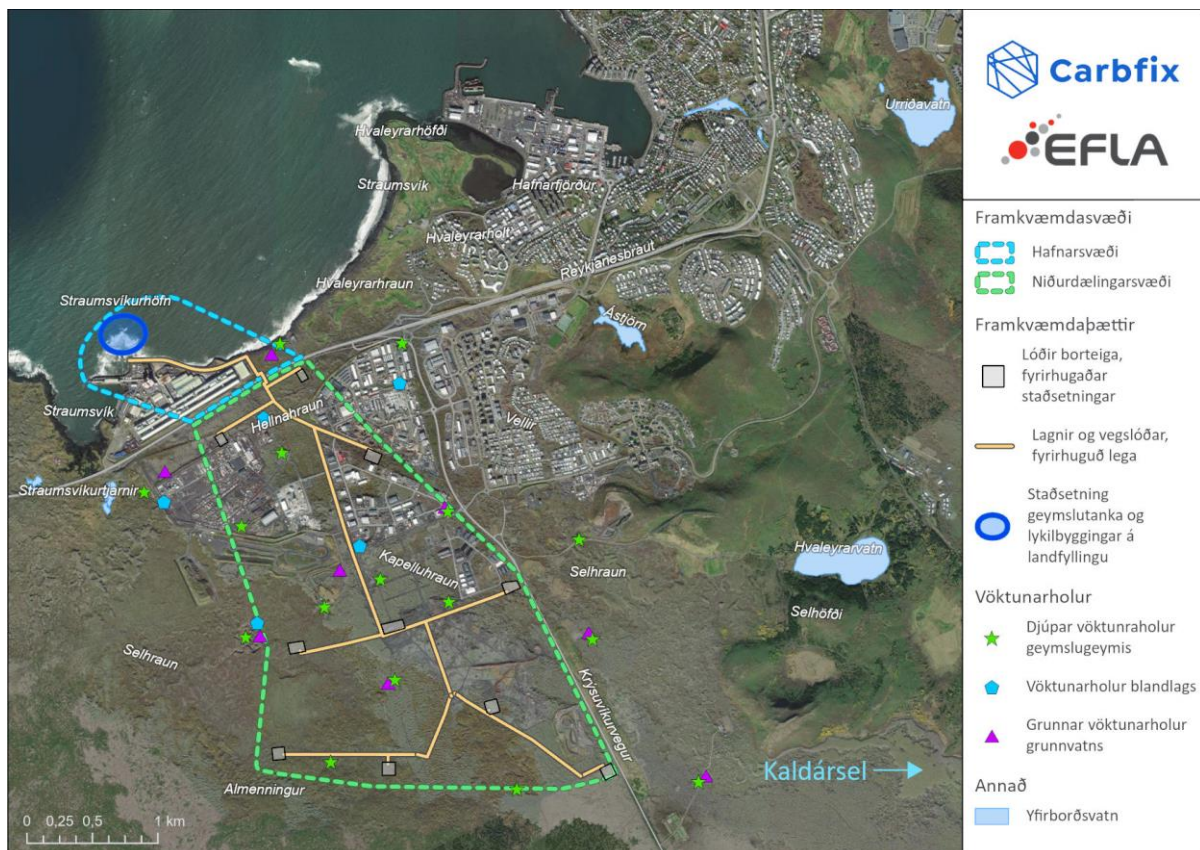 Hvaleyrarhöfði
Straumsvík
Hafnarfjörður
Hvaleyrarholt
Reykjanesbraut
Hvaleyrarhraun
Straumsvíkurhöfn
Urriðavatn
Ástjörn
Straumsvík
Hellnahraun
Vellir
Straumsvíkurtjarnir
Hvaleyrarvatn
Kapelluhraun
Selhraun
Selhöfði
Selhraun
Krýsuvíkurvegur
Kaldársel
Almenningur
0 0,25 0,5 1 km
Carbfix
EFLA
Framkvæmdasvæði
Hafnarsvæði
Niðurdælingarsvæði
Framkvæmdaþættir
Lóðir borteiga,
fyrirhugaðar
staðsetningar
Lagnir og vegslóðar,
fyrirhuguð lega
Staðsetning
geymslutanka og
lykilbyggingar á
landfyllingu
Vöktunarholur
Djúpar vöktunraholur
geymslugeymis
Vöktunarholur blandlags
Grunnar vöktunarholur
grunnvatns
Annað
Yfirborðsvatn